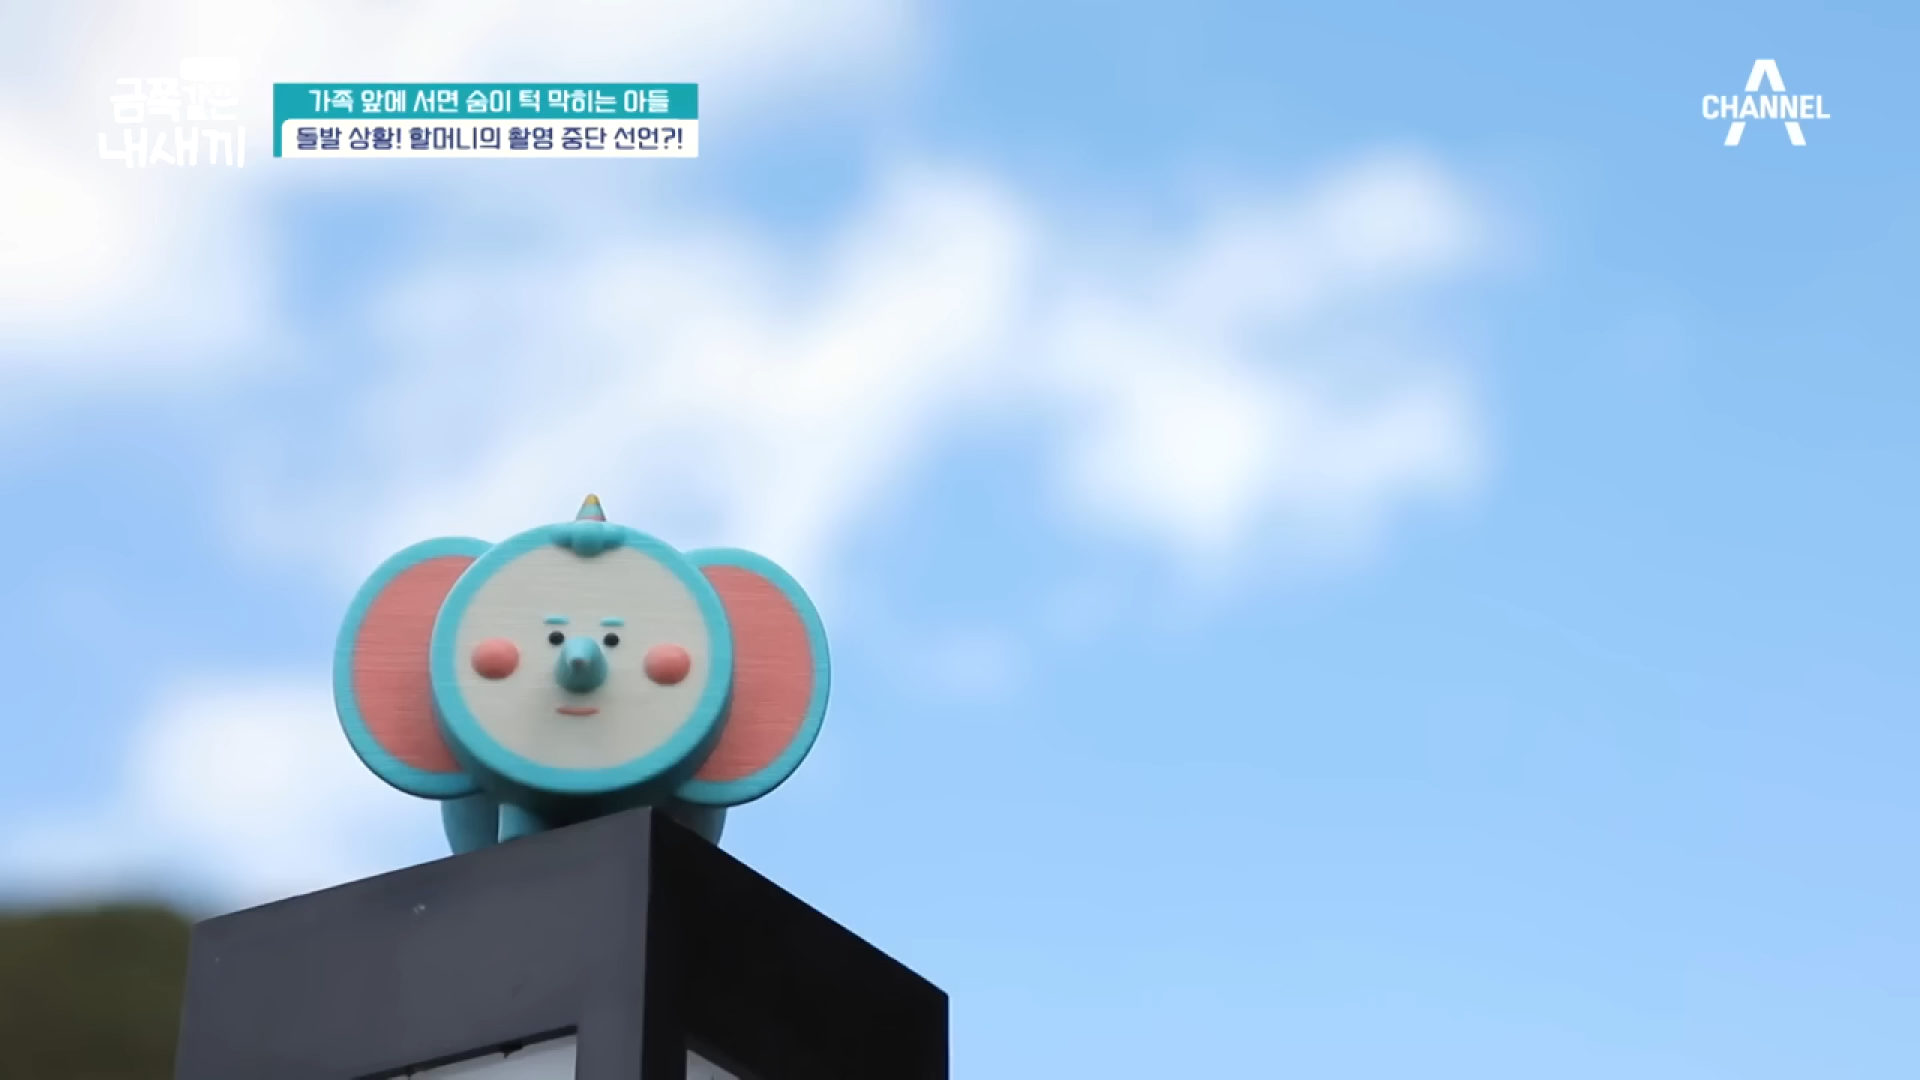 금쪽같은
내새끼
가족 앞에 서면 숨이 턱 막히는 아들
돌발 상황! 할머니의 촬영 중단 선언?!
CHANNEL A